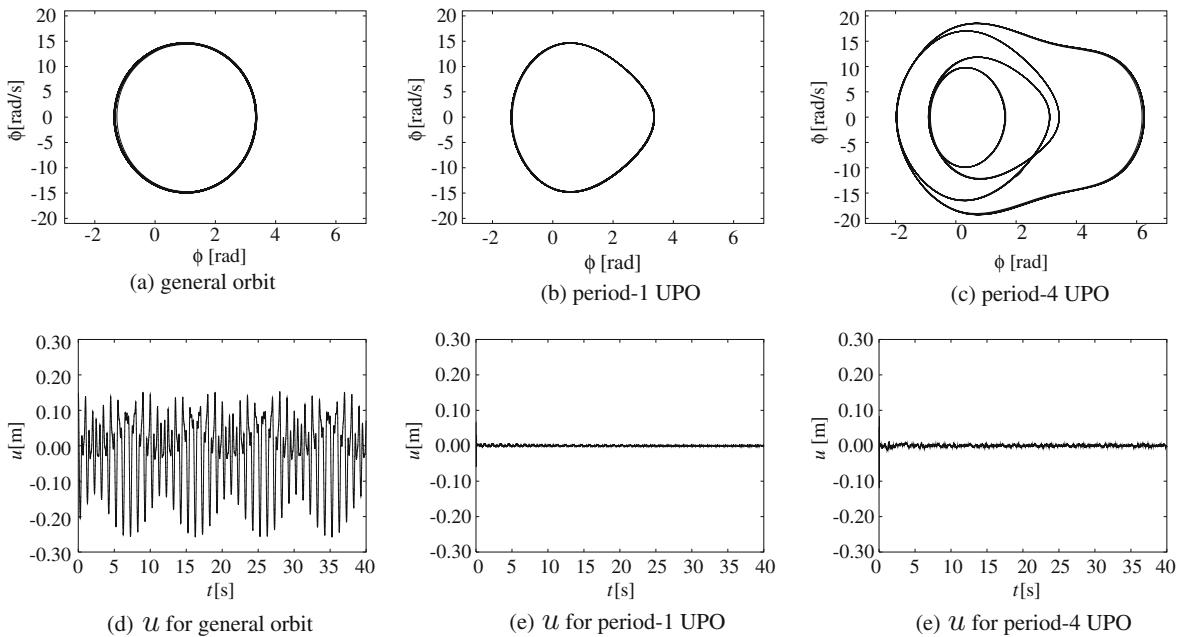 20
15
10
5
0
-5
-10
-15
-20
ϕ̇[rad/s]
-2 0 2 4 6
ϕ [rad]
(a) general orbit
20
15
10
5
0
-5
-10
-15
-20
ϕ̇[rad/s]
-2 0 2 4 6
ϕ [rad]
(b) period-1 UPO
20
15
10
5
0
-5
-10
-15
-20
ϕ̇ [rad/s]
-2 0 2 4 6
ϕ [rad]
(c) period-4 UPO
0.30
0.20
0.10
0.00
-0.10
-0.20
-0.30
u[m]
0 5 10 15 20 25 30 35 40
t[s]
(d) u for general orbit
0.30
0.20
0.10
0.00
-0.10
-0.20
-0.30
u[m]
0 5 10 15 20 25 30 35 40
t[s]
(e) u for period-1 UPO
0.30
0.20
0.10
0.00
-0.10
-0.20
-0.30
u [m]
0 5 10 15 20 25 30 35 40
t[s]
(e) u for period-4 UPO